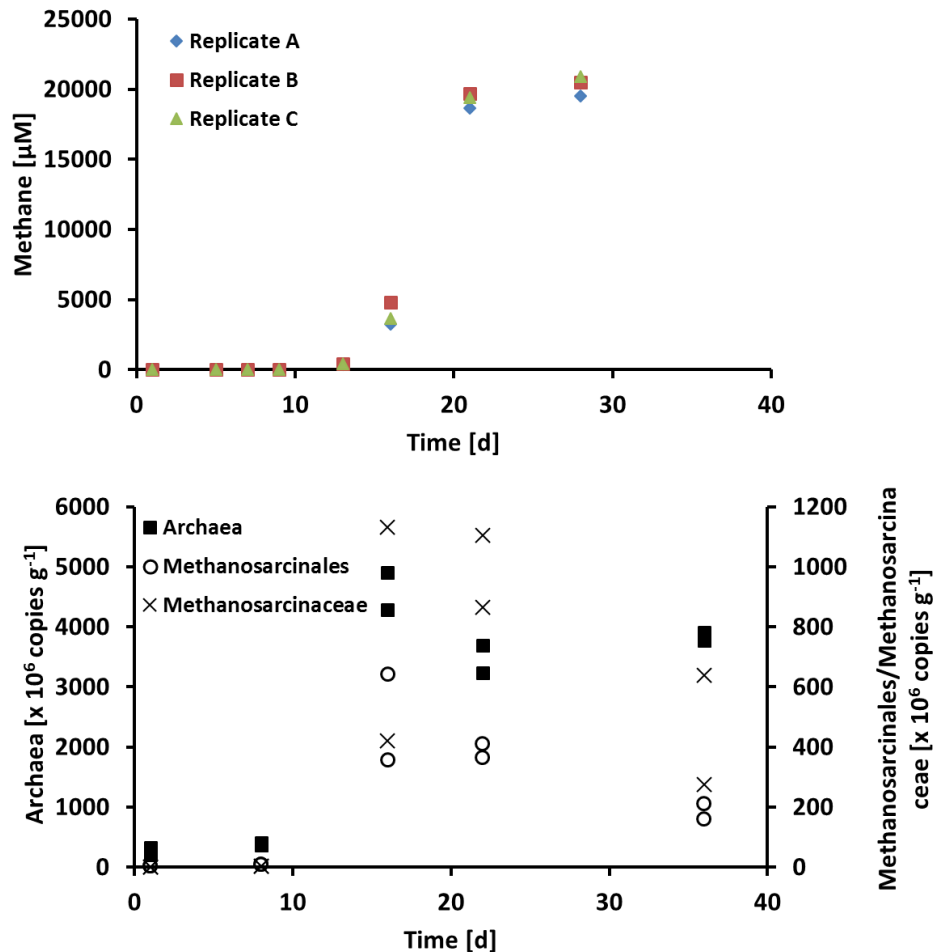 25000
20000
15000
10000
5000
0
Methane [µM]
Replicate A
Replicate B
Replicate C
0 10 20 30 40
Time [d]
6000
5000
4000
3000
2000
1000
0
Archaea [x 10⁶ copies g⁻¹]
Archaea
Methanosarcinales
Methanosarcinaceae
1200
1000
800
600
400
200
0
Methanosarcinales/Methanosarcina
ceae [x 10⁶ copies g⁻¹]
0 10 20 30 40
Time [d]